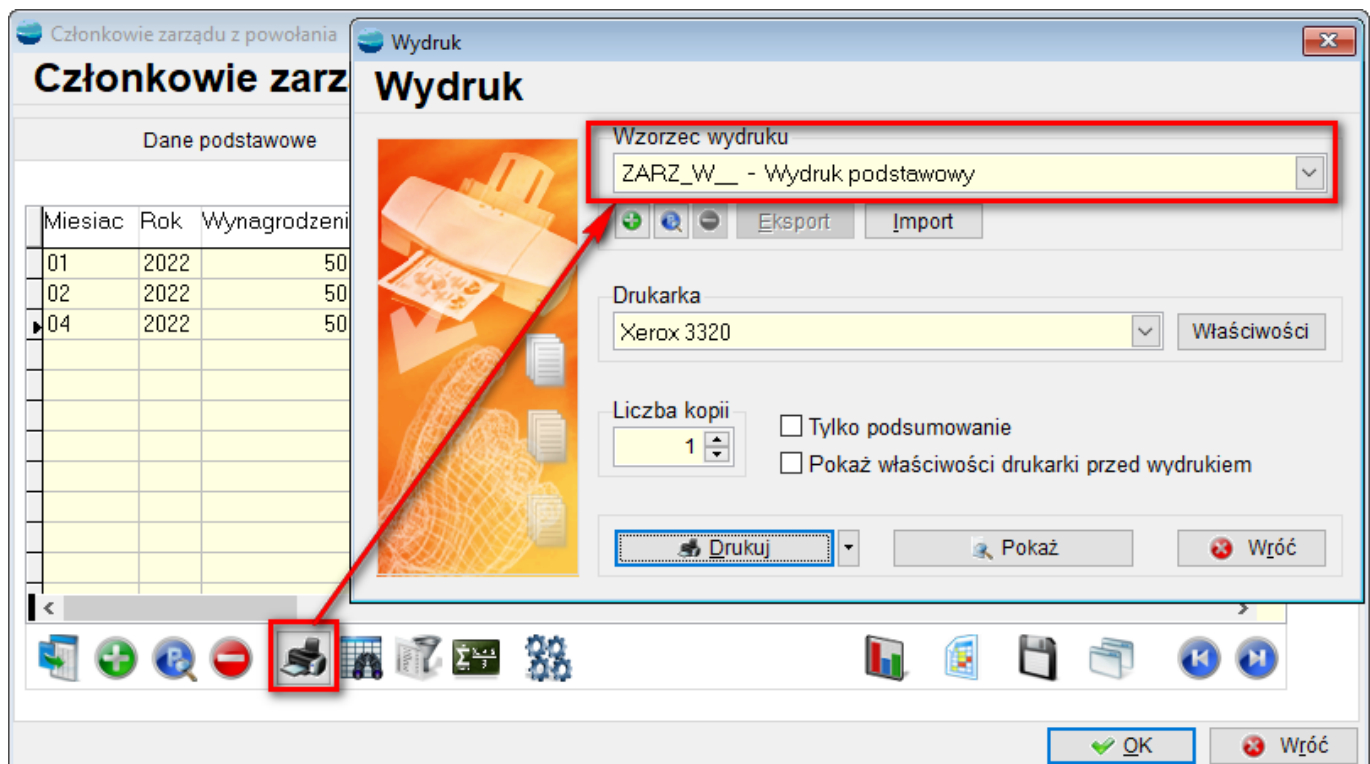 Członkowie zarządu z powołania
Członkowie zarz
Dane podstawowe
Miesiac Rok Wynagrodzeni
01 2022 50
02 2022 50
04 2022 50
Wydruk
Wydruk
Wzorzec wydruku
ZARZ_W__ - Wydruk podstawowy
Eksport Import
Drukarka
Xerox 3320 Właściwości
Liczba kopii
1
Tylko podsumowanie
Pokaż właściwości drukarki przed wydrukiem
Drukuj Pokaż Wróć
OK Wróć